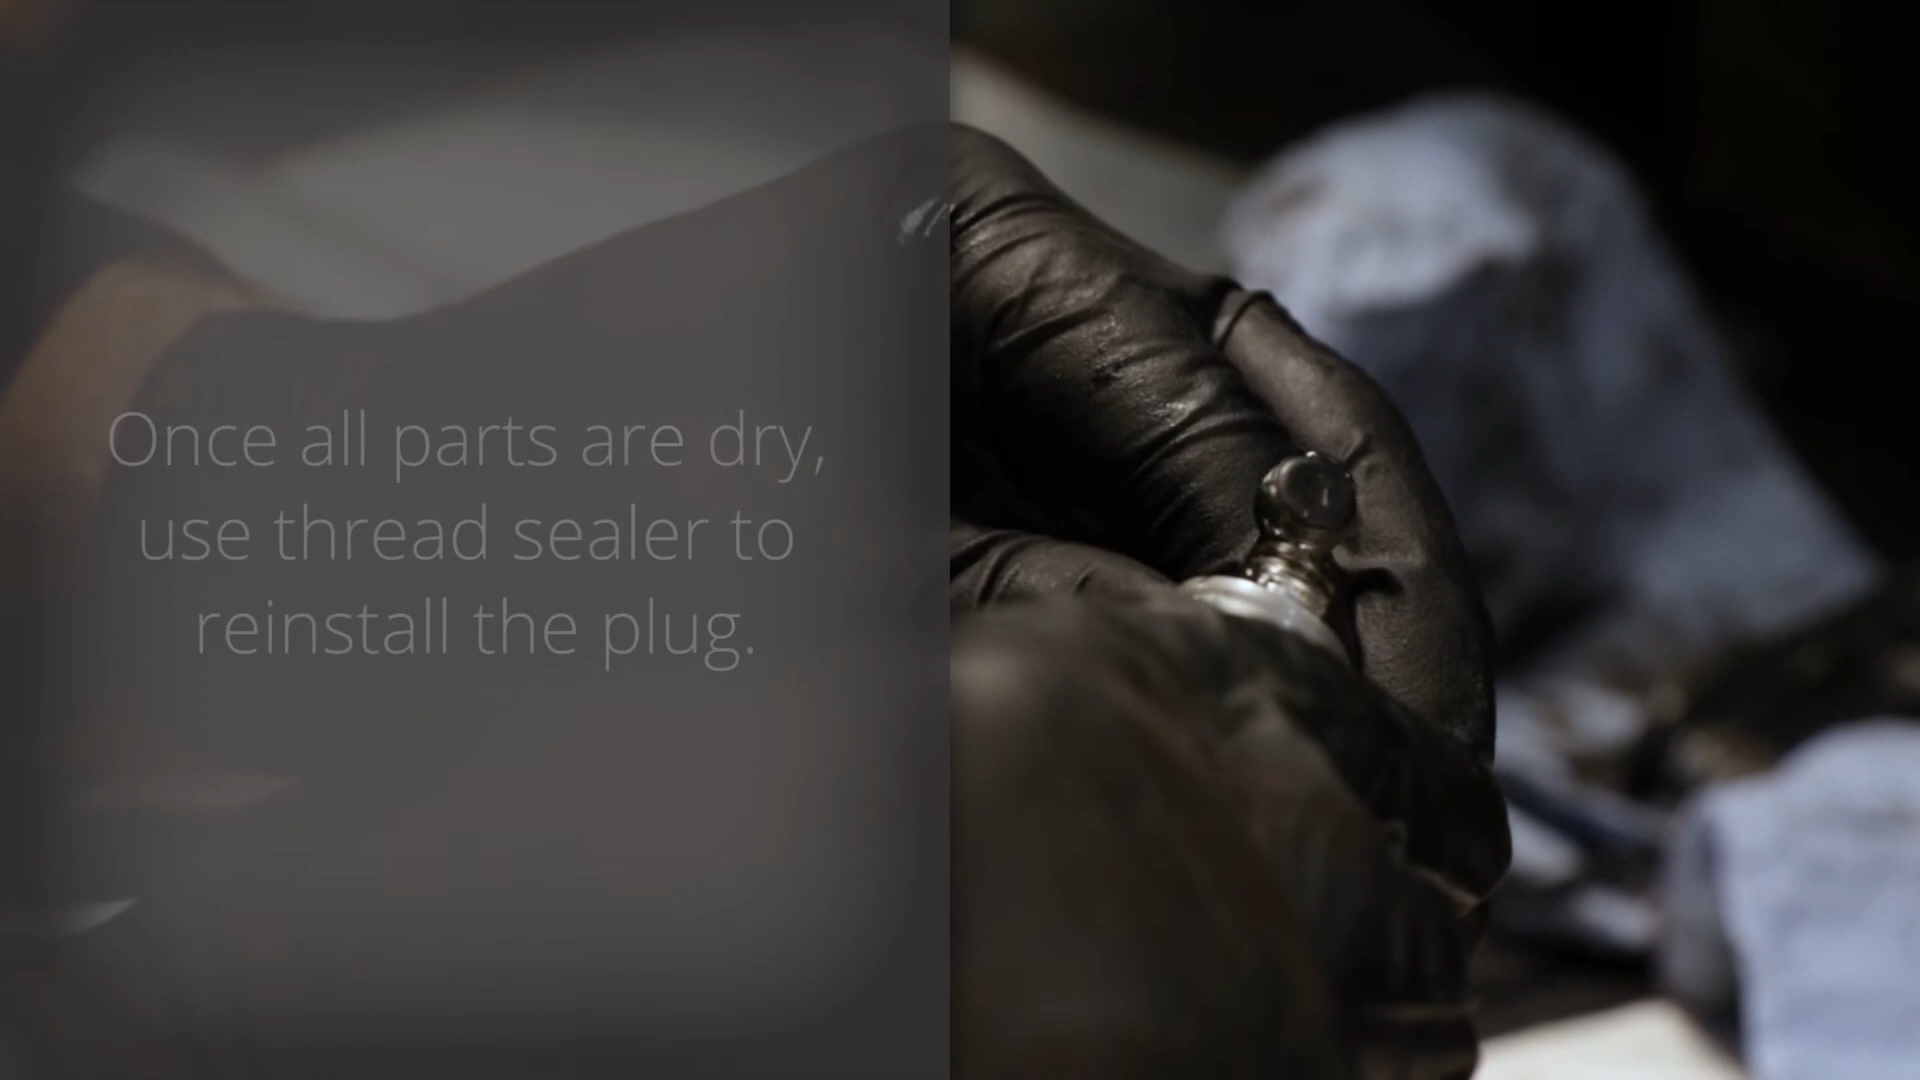 Once all parts are dry,
use thread sealer to
reinstall the plug.